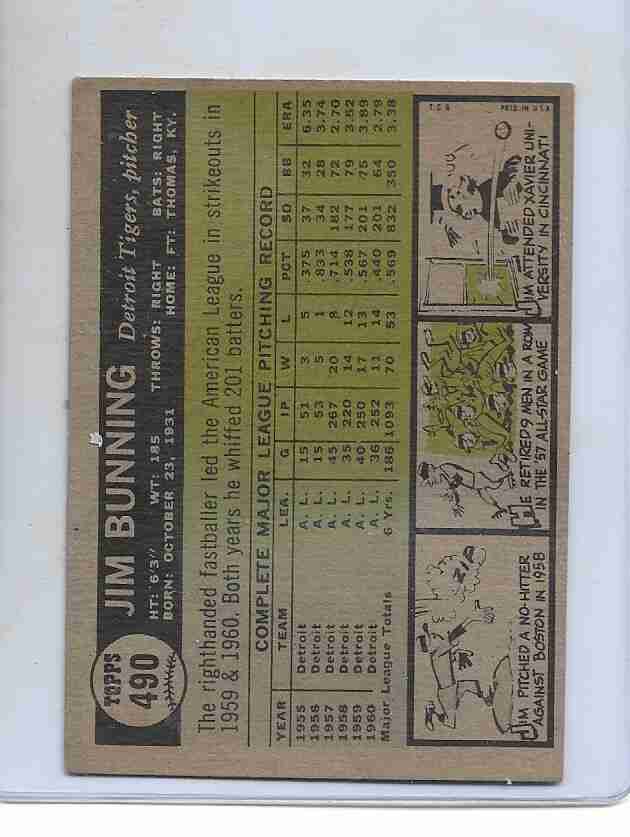 TOPPS
490
JIM BUNNING Detroit Tigers, pitcher
HT: 6'3" WT: 185 THROWS: RIGHT BATS: RIGHT
BORN: OCTOBER 23, 1931 HOME: FT: THOMAS, KY.
The righthanded fastballer led the American League in strikeouts in
1959 & 1960. Both years he whiffed 201 batters.
COMPLETE MAJOR LEAGUE PITCHING RECORD
YEAR TEAM LEA. G IP W L PCT SO BB ERA
1955 Detroit A. L. 15 51 3 5 .375 37 32 6.35
1956 Detroit A. L. 15 53 5 1 .833 34 28 3.74
1957 Detroit A. L. 45 267 20 8 .714 182 72 2.70
1958 Detroit A. L. 35 220 14 12 .538 177 79 3.52
1959 Detroit A. L. 40 250 17 13 .567 201 75 3.89
1960 Detroit A. L. 36 252 11 14 .440 201 64 2.79
Major League Totals 6 Yrs. 186 1093 70 53 .569 832 350 3.38
ZIP
JIM PITCHED A NO-HITTER
AGAINST BOSTON IN 1958
HE RETIRED 9 MEN IN A ROW
IN THE '57 ALL-STAR GAME
T.C.G. PRTD. IN U.S.A.
JIM ATTENDED XAVIER UNI-
VERSITY IN CINCINNATI